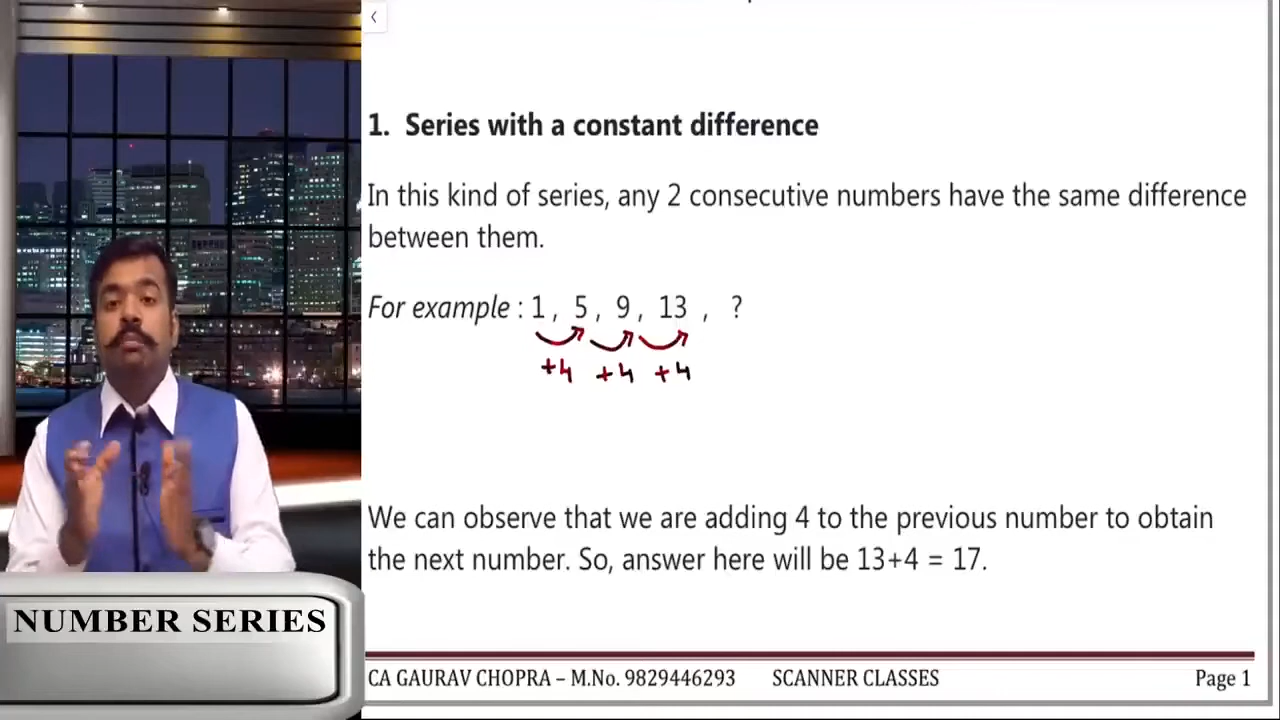 1. Series with a constant difference
In this kind of series, any 2 consecutive numbers have the same difference
between them.
For example : 1 , 5 , 9 , 13 , ?
+4 +4 +4
We can observe that we are adding 4 to the previous number to obtain
the next number. So, answer here will be 13+4 = 17.
NUMBER SERIES
CA GAURAV CHOPRA – M.No. 9829446293 SCANNER CLASSES Page 1